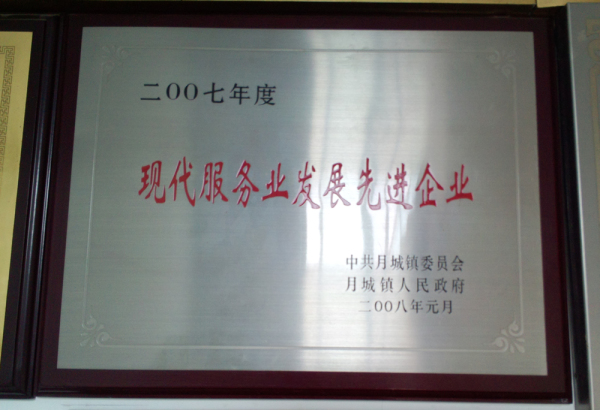 二〇〇七年度
现代服务业发展先进企业
中共月城镇委员会
月城镇人民政府
二〇〇八年元月